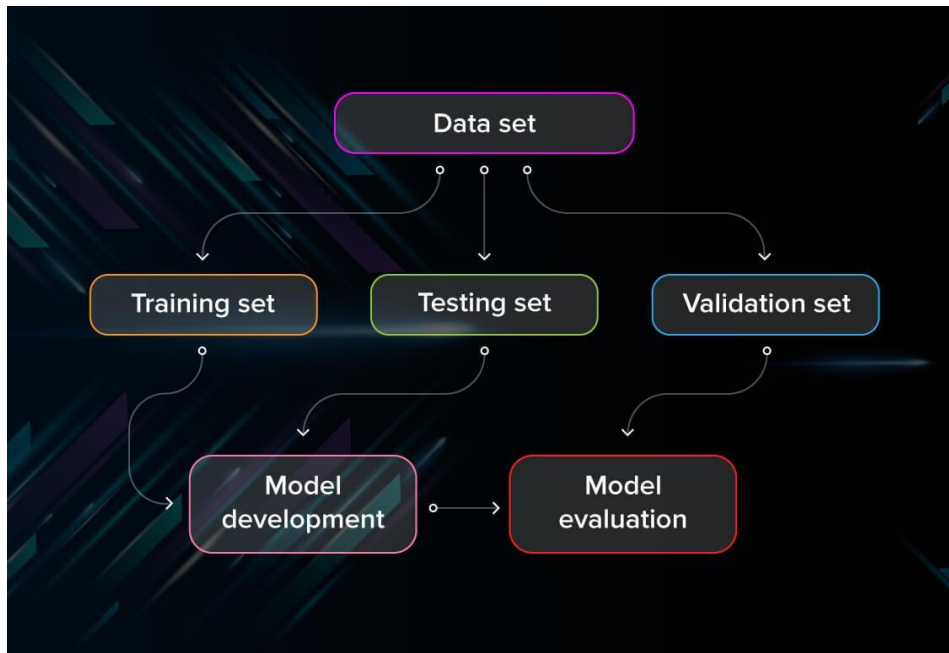 Data set
Training set
Testing set
Validation set
Model
development
Model
evaluation